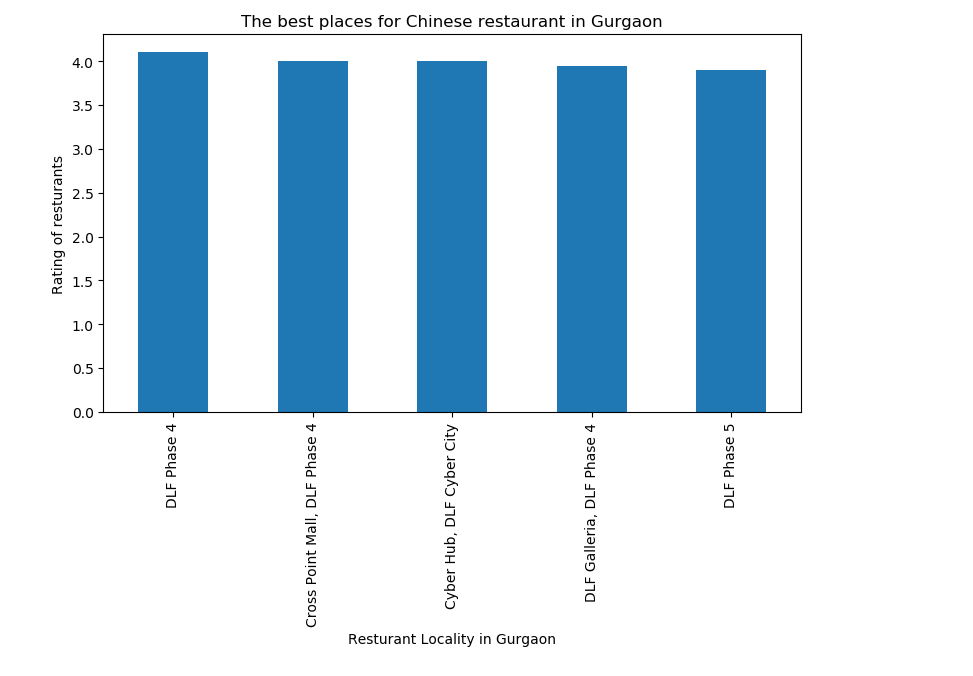 The best places for Chinese restaurant in Gurgaon
Rating of resturants
4.0
3.5
3.0
2.5
2.0
1.5
1.0
0.5
0.0
DLF Phase 4
Cross Point Mall, DLF Phase 4
Cyber Hub, DLF Cyber City
DLF Galleria, DLF Phase 4
DLF Phase 5
Resturant Locality in Gurgaon